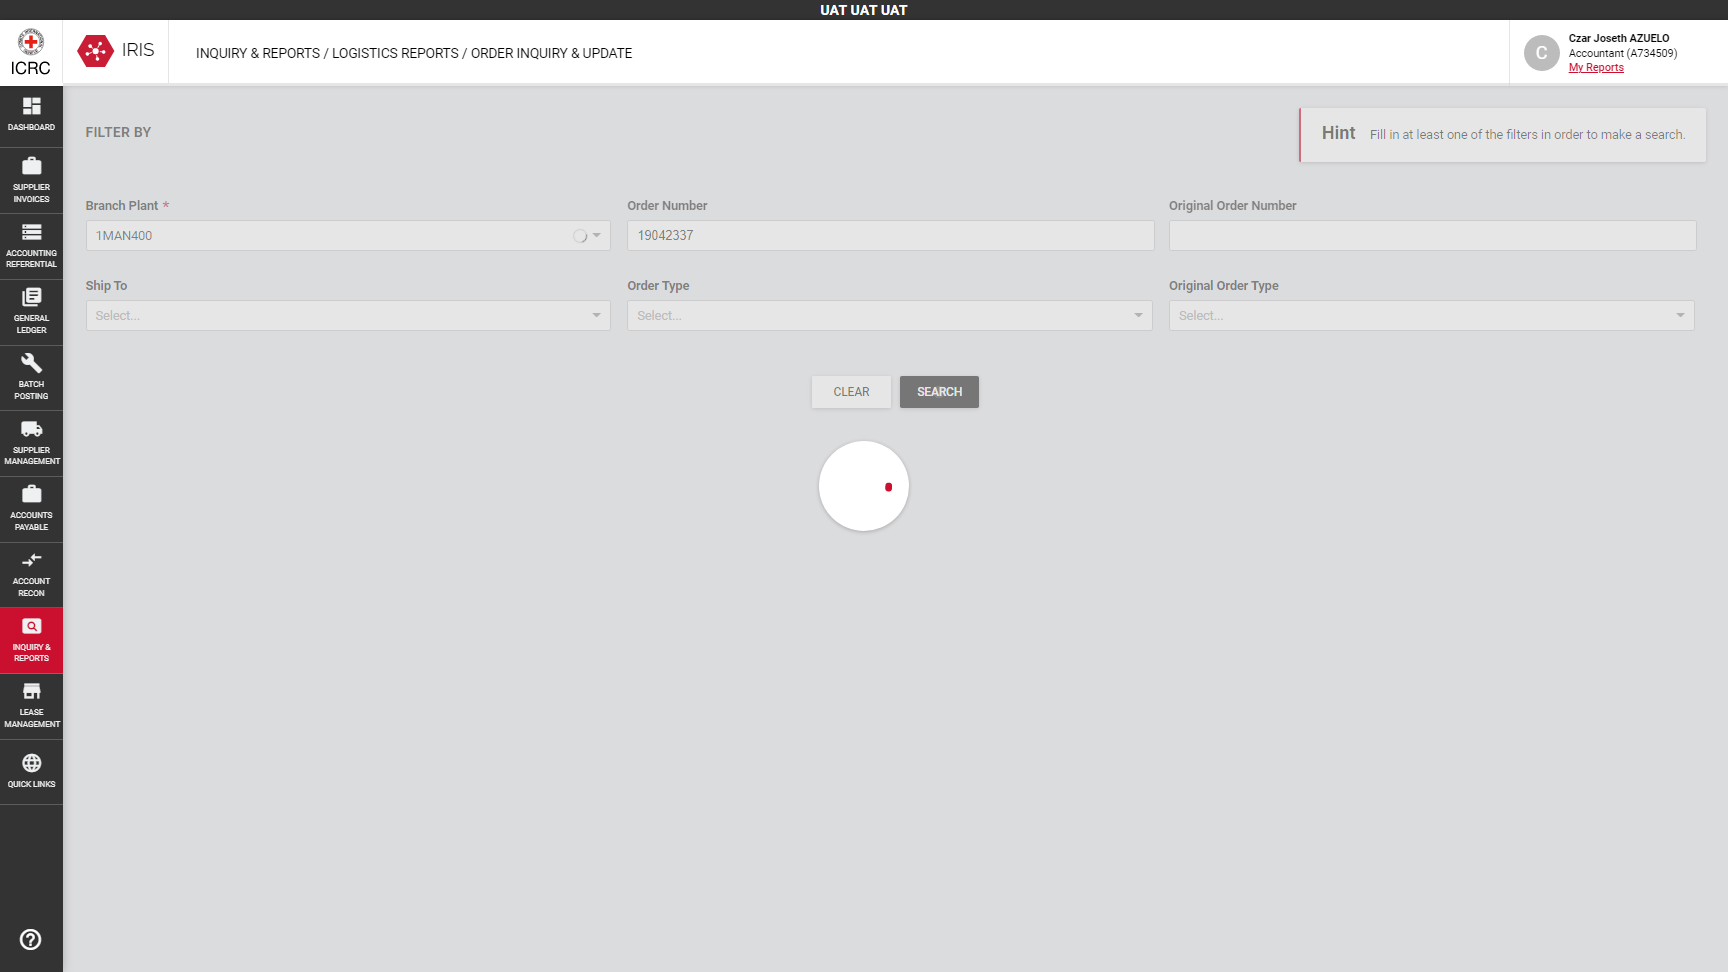 UAT UAT UAT
ICRC
IRIS
INQUIRY & REPORTS / LOGISTICS REPORTS / ORDER INQUIRY & UPDATE
C
Czar Joseth AZUELO
Accountant (A734509)
My Reports
DASHBOARD
SUPPLIER
INVOICES
ACCOUNTING
REFERENTIAL
GENERAL
LEDGER
BATCH
POSTING
SUPPLIER
MANAGEMENT
ACCOUNTS
PAYABLE
ACCOUNT
RECON
INQUIRY &
REPORTS
LEASE
MANAGEMENT
QUICK LINKS
FILTER BY
Hint Fill in at least one of the filters in order to make a search.
Branch Plant * Order Number Original Order Number
1MAN400 19042337
Ship To Order Type Original Order Type
Select... Select... Select...
CLEAR SEARCH